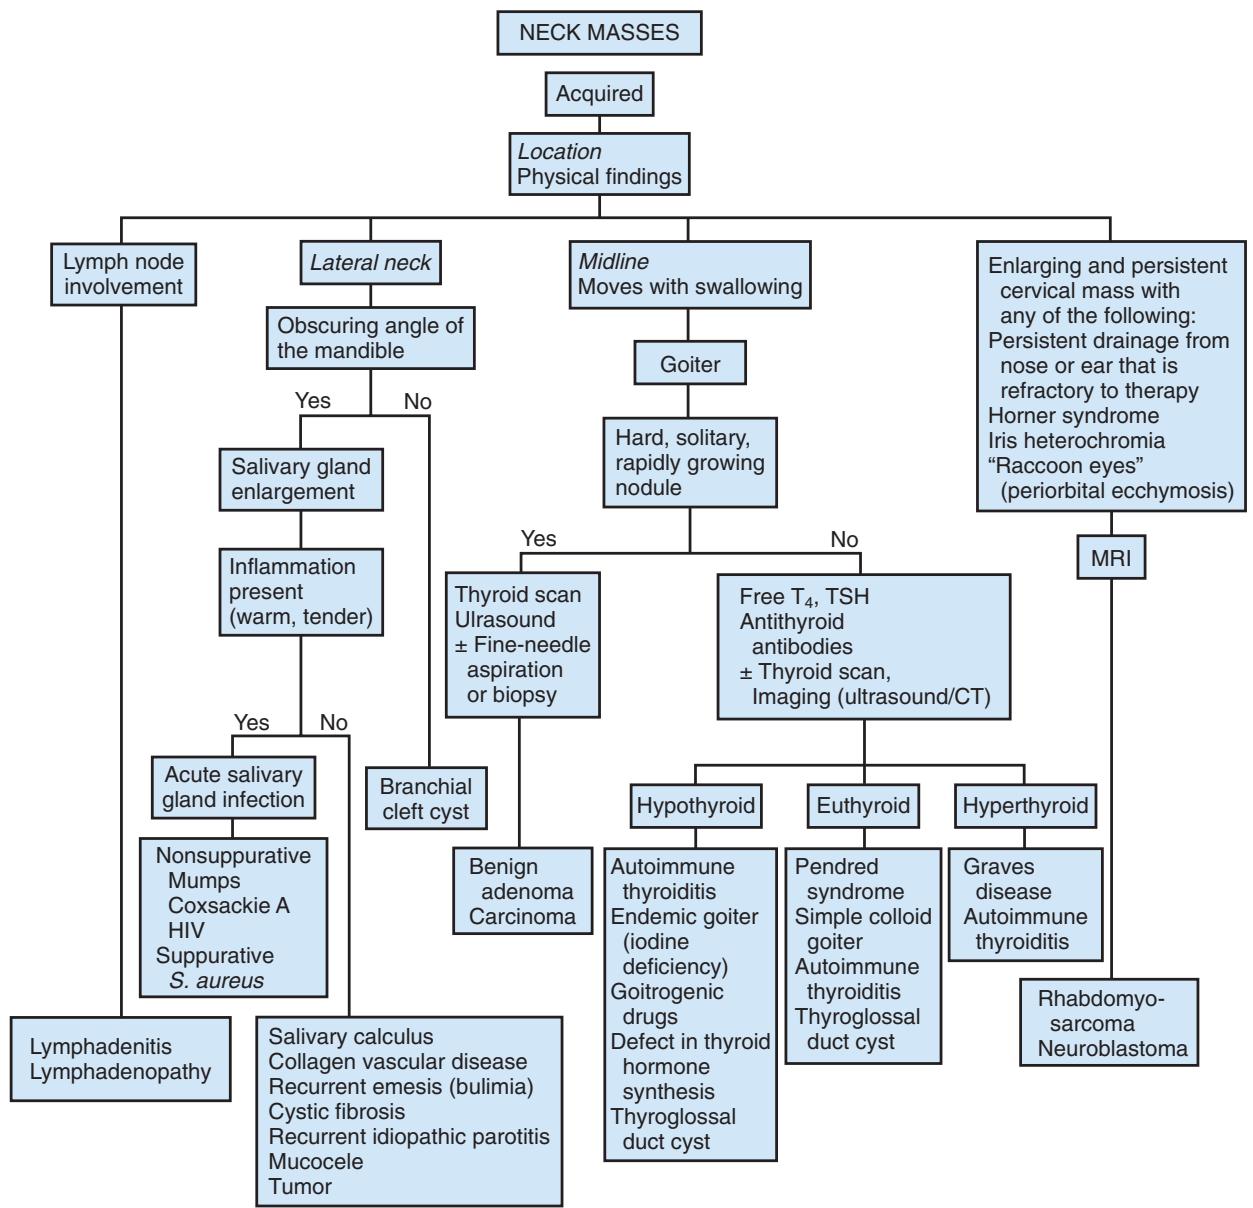 NECK MASSES
Acquired
Location
Physical findings
Lymph node
involvement
Lateral neck
Midline
Moves with swallowing
Enlarging and persistent
cervical mass with
any of the following:
Persistent drainage from
nose or ear that is
refractory to therapy
Horner syndrome
Iris heterochromia
“Raccoon eyes”
(periorbital ecchymosis)
Obscuring angle of
the mandible
Goiter
Yes
No
Hard, solitary,
rapidly growing
nodule
Salivary gland
enlargement
Yes
No
MRI
Inflammation
present
(warm, tender)
Thyroid scan
Ulrasound
± Fine-needle
aspiration
or biopsy
Free T₄, TSH
Antithyroid
antibodies
± Thyroid scan,
Imaging (ultrasound/CT)
Yes
No
Acute salivary
gland infection
Branchial
cleft cyst
Hypothyroid
Euthyroid
Hyperthyroid
Nonsuppurative
Mumps
Coxsackie A
HIV
Suppurative
S. aureus
Benign
adenoma
Carcinoma
Autoimmune
thyroiditis
Endemic goiter
(iodine
deficiency)
Goitrogenic
drugs
Defect in thyroid
hormone
synthesis
Thyroglossal
duct cyst
Pendred
syndrome
Simple colloid
goiter
Autoimmune
thyroiditis
Thyroglossal
duct cyst
Graves
disease
Autoimmune
thyroiditis
Rhabdomyo-
sarcoma
Neuroblastoma
Lymphadenitis
Lymphadenopathy
Salivary calculus
Collagen vascular disease
Recurrent emesis (bulimia)
Cystic fibrosis
Recurrent idiopathic parotitis
Mucocele
Tumor